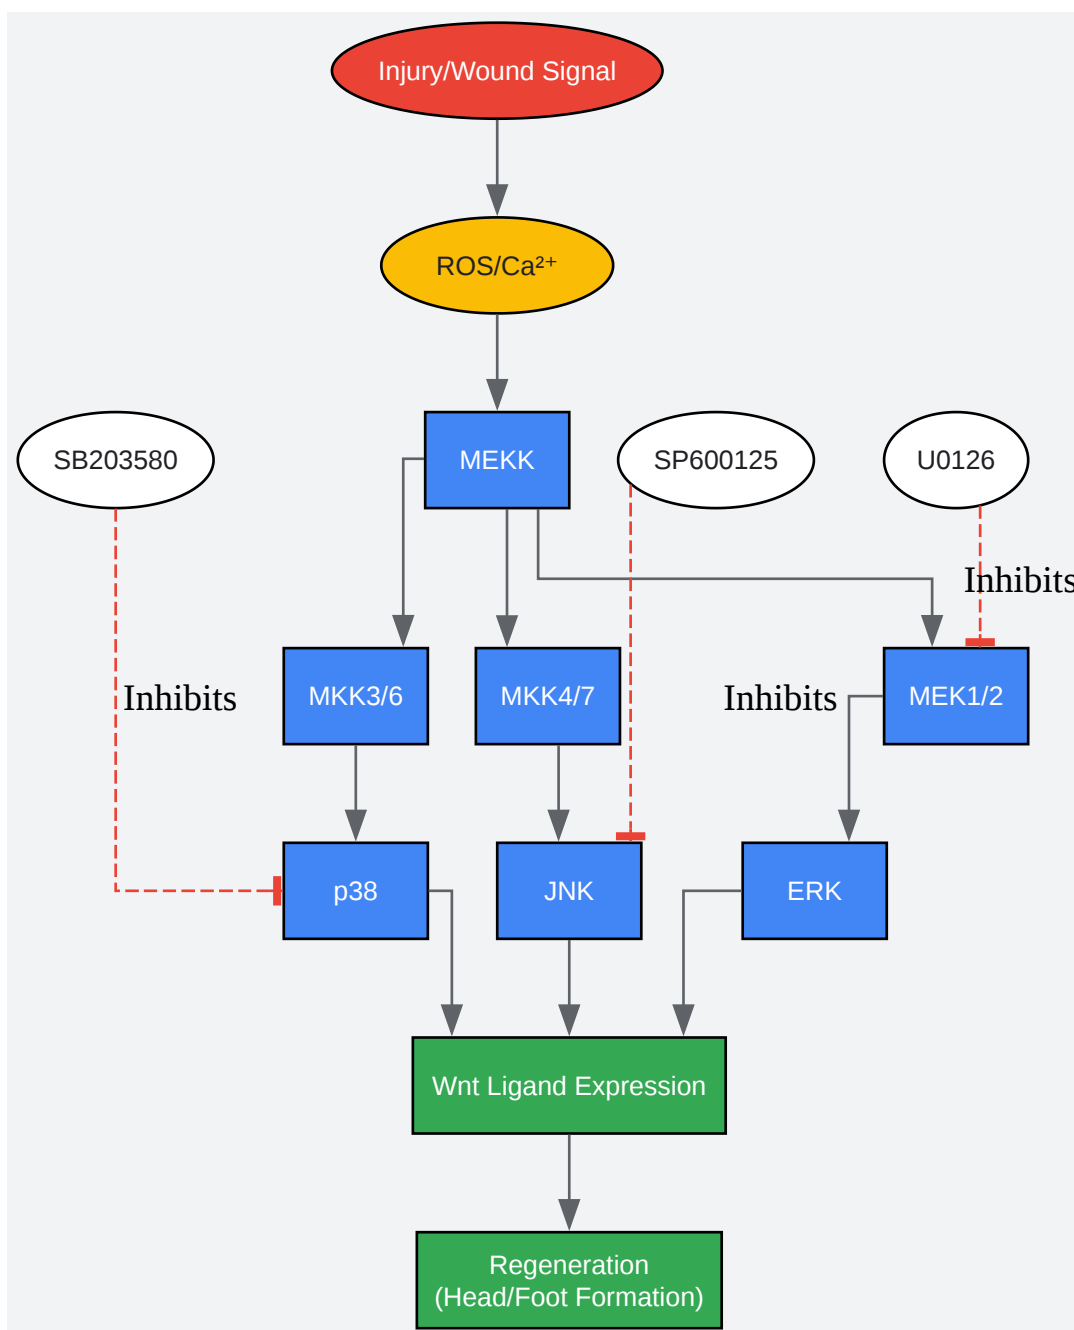 Injury/Wound Signal
ROS/Ca²⁺
SB203580
MEKK
SP600125
U0126
Inhibits
MKK3/6
Inhibits
MKK4/7
Inhibits
MEK1/2
p38
JNK
ERK
Wnt Ligand Expression
Regeneration
(Head/Foot Formation)